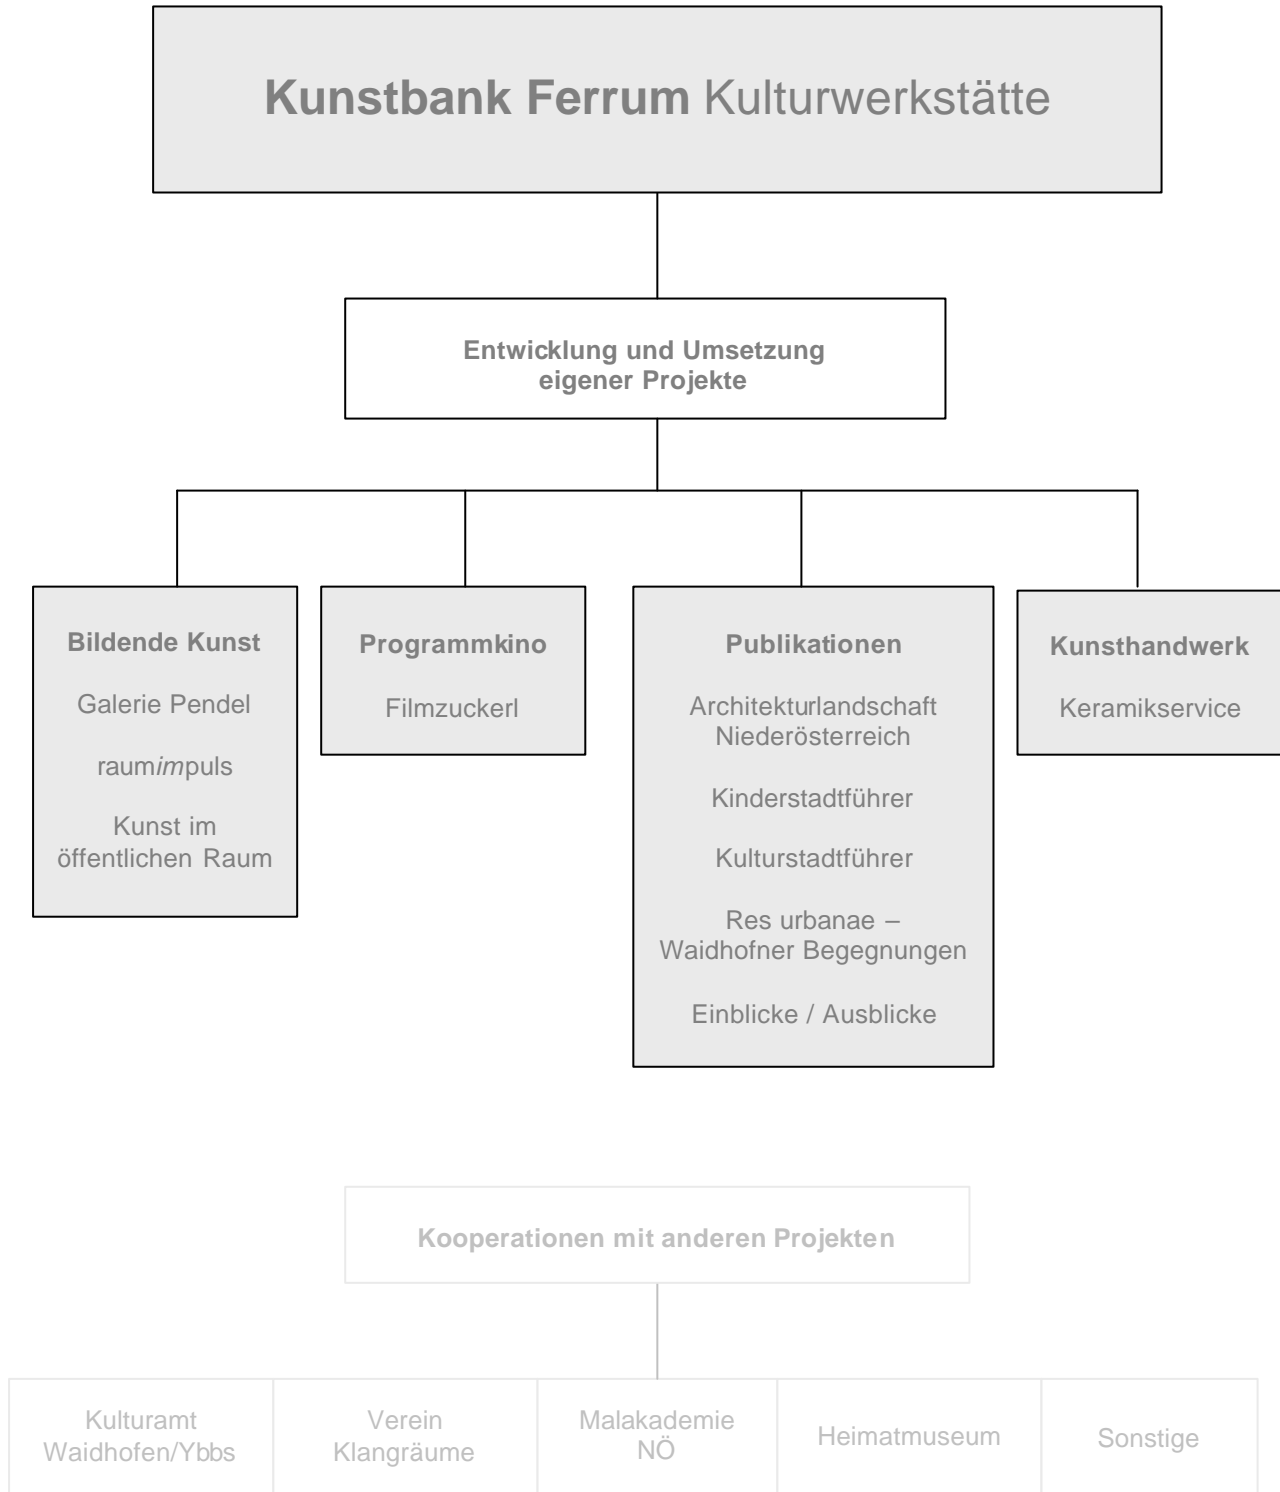 Kunstbank Ferrum Kulturwerkstätte
Entwicklung und Umsetzung
eigener Projekte
Bildende Kunst
Galerie Pendel
raumimpuls
Kunst im
öffentlichen Raum
Programmkino
Filmzuckerl
Publikationen
Architekturlandschaft
Niederösterreich
Kinderstadtführer
Kulturstadtführer
Res urbanae –
Waidhofner Begegnungen
Einblicke / Ausblicke
Kunsthandwerk
Keramikservice
Kooperationen mit anderen Projekten
Kulturamt
Waidhofen/Ybbs
Verein
Klangräume
Malakademie
NÖ
Heimatmuseum
Sonstige